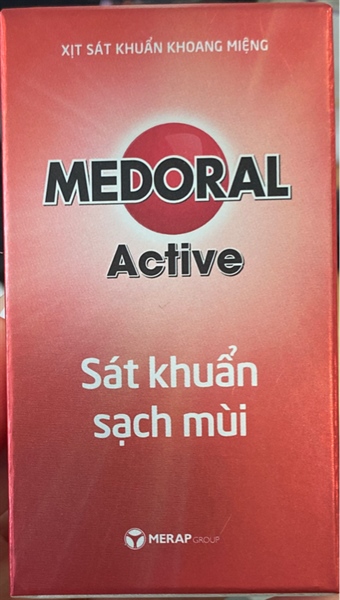 XỊT SÁT KHUẨN KHOANG MIỆNG
MEDORAL
Active
Sát khuẩn
sạch mùi
MERAP GROUP